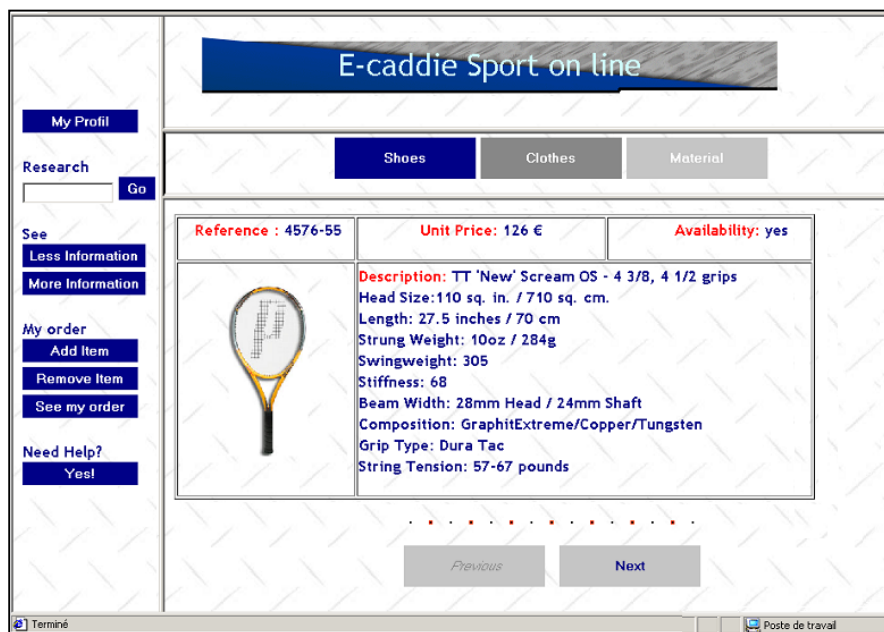 E-caddie Sport on line
My Profil
Research
Go
See
Less Information
More Information
My order
Add Item
Remove Item
See my order
Need Help?
Yes!
Shoes
Clothes
Material
Reference : 4576-55
Unit Price: 126 €
Availability: yes
Description: TT 'New' Scream OS - 4 3/8, 4 1/2 grips
Head Size:110 sq. in. / 710 sq. cm.
Length: 27.5 inches / 70 cm
Strung Weight: 10oz / 284g
Swingweight: 305
Stiffness: 68
Beam Width: 28mm Head / 24mm Shaft
Composition: GraphitExtreme/Copper/Tungsten
Grip Type: Dura Tac
String Tension: 57-67 pounds
Previous
Next
Terminé
Poste de travail